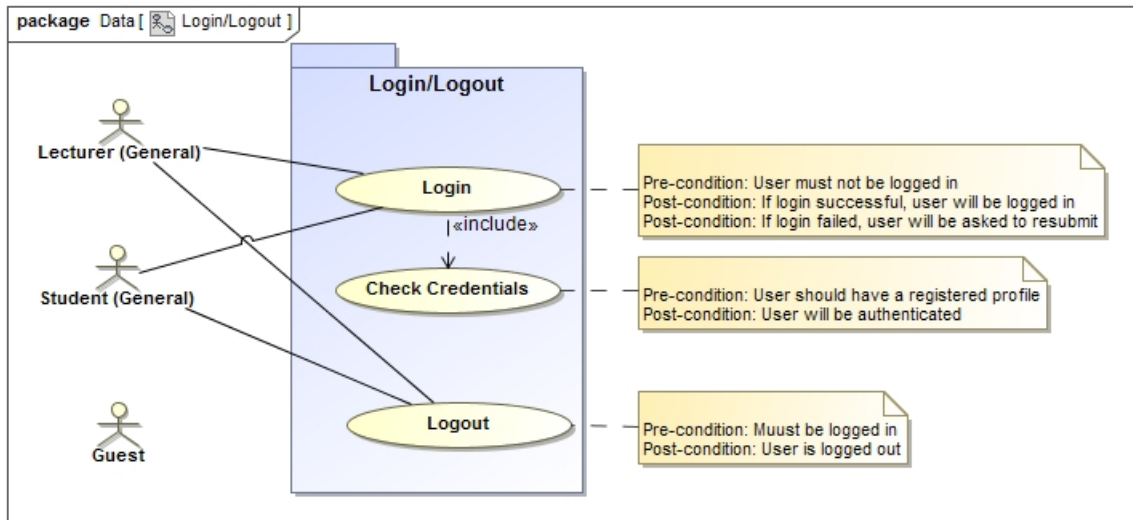 package Data [ Login/Logout ]
Login/Logout
Lecturer (General)
Login
Pre-condition: User must not be logged in
Post-condition: If login successful, user will be logged in
Post-condition: If login failed, user will be asked to resubmit
«include»
Student (General)
Check Credentials
Pre-condition: User should have a registered profile
Post-condition: User will be authenticated
Guest
Logout
Pre-condition: Muust be logged in
Post-condition: User is logged out